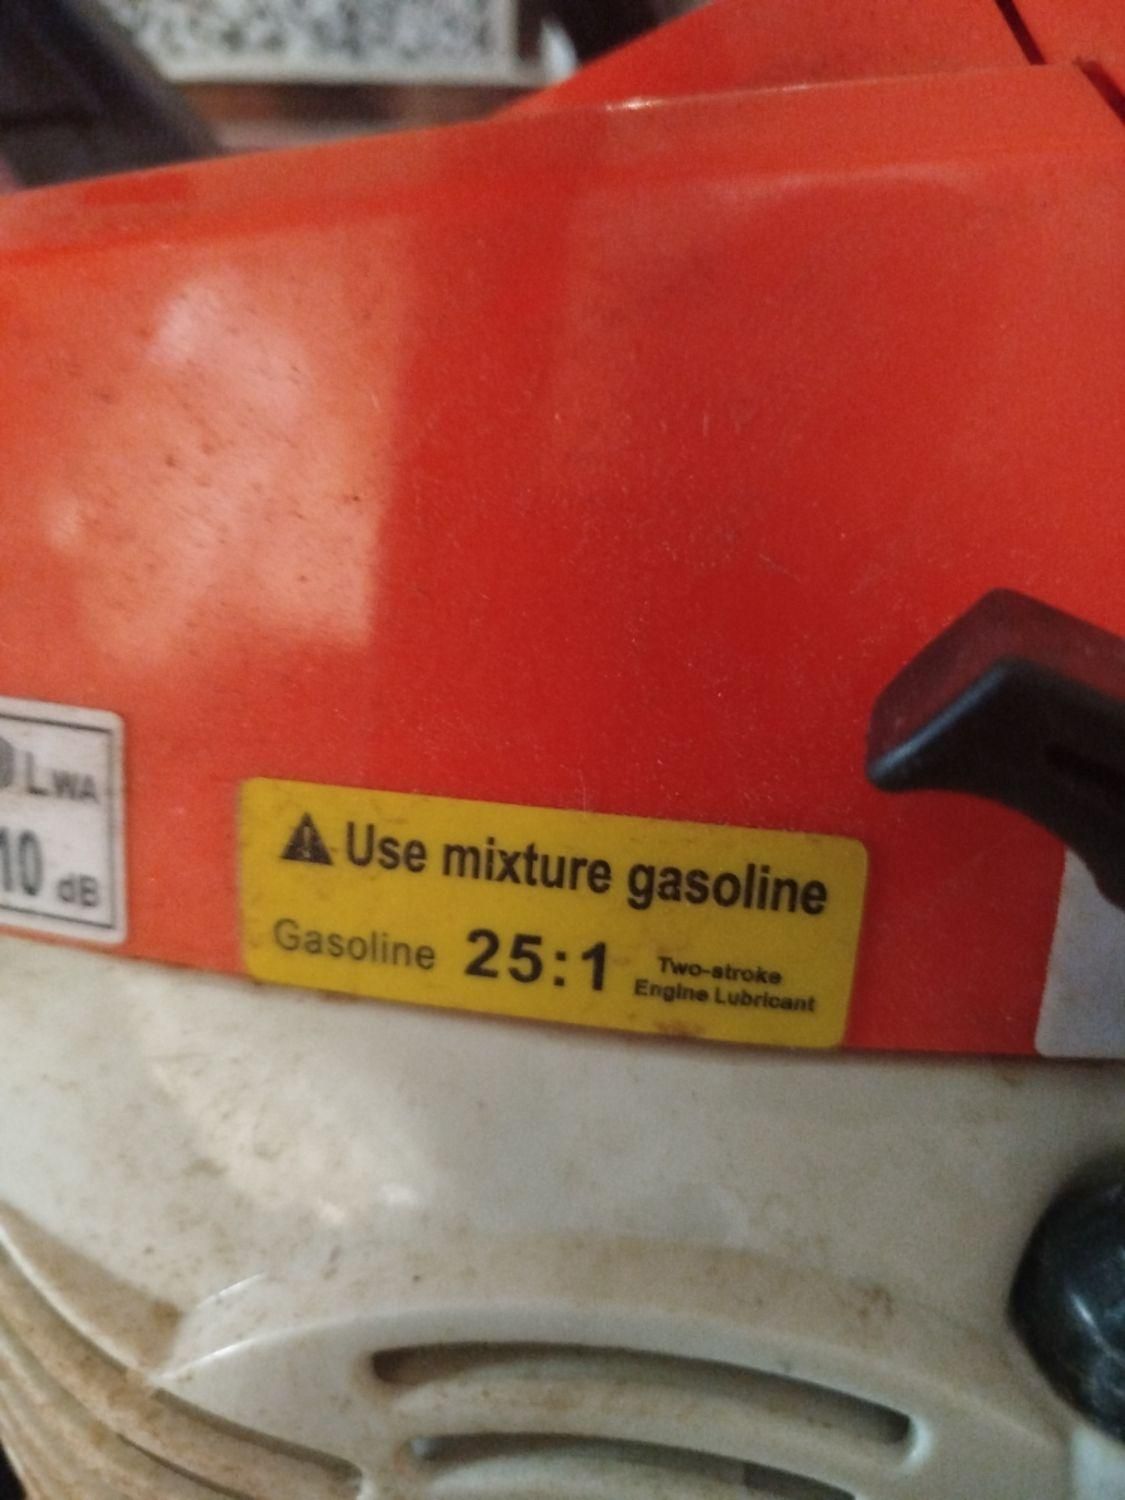 LWA
10 dB
Use mixture gasoline
Gasoline 25:1 Two-stroke
Engine Lubricant